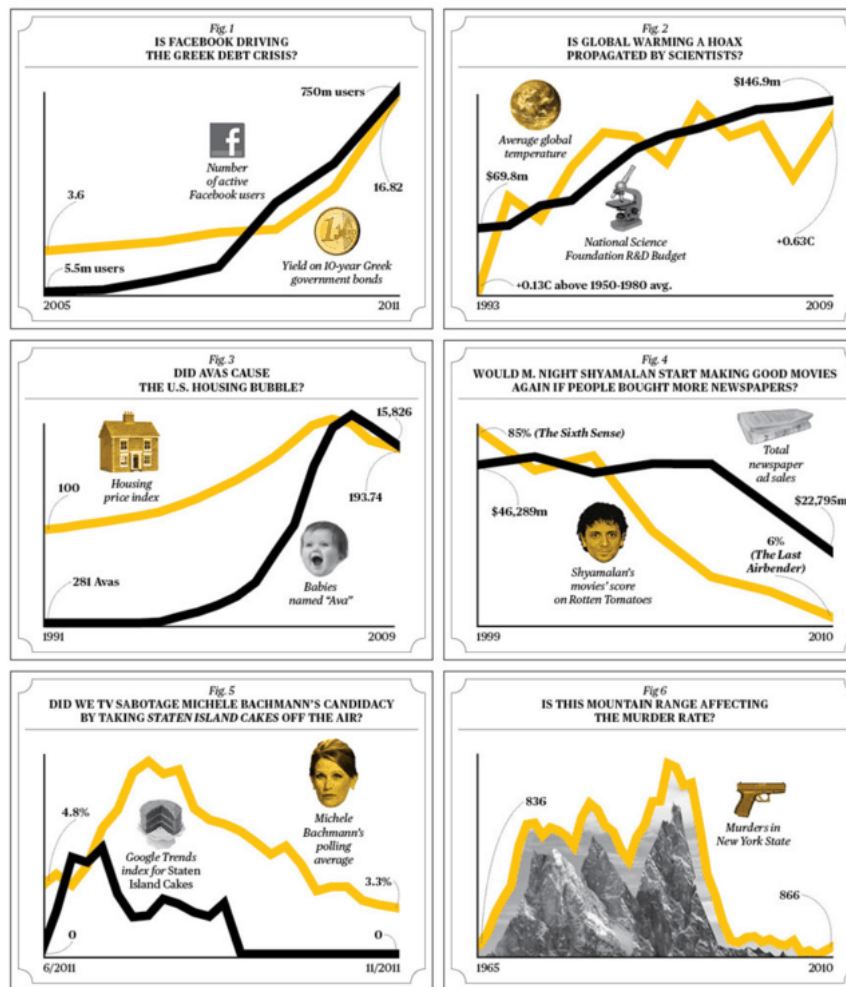 Fig. 1
IS FACEBOOK DRIVING
THE GREEK DEBT CRISIS?
750m users
f
Number
of active
Facebook users
3.6
16.82
1
5.5m users
Yield on 10-year Greek
government bonds
2005
2011
Fig. 2
IS GLOBAL WARMING A HOAX
PROPAGATED BY SCIENTISTS?
$146.9m
Average global
temperature
$69.8m
National Science
Foundation R&D Budget
+0.63C
+0.13C above 1950-1980 avg.
1993
2009
Fig. 3
DID AVAS CAUSE
THE U.S. HOUSING BUBBLE?
15,826
Housing
price index
100
193.74
281 Avas
Babies
named "Ava"
1991
2009
Fig. 4
WOULD M. NIGHT SHYAMALAN START MAKING GOOD MOVIES
AGAIN IF PEOPLE BOUGHT MORE NEWSPAPERS?
85% (The Sixth Sense)
Total
newspaper
ad sales
$46,289m
$22,795m
6%
(The Last
Airbender)
Shyamalan's
movies' score
on Rotten Tomatoes
1999
2010
Fig. 5
DID WE TV SABOTAGE MICHELE BACHMANN'S CANDIDACY
BY TAKING STATEN ISLAND CAKES OFF THE AIR?
4.8%
Google Trends
index for Staten
Island Cakes
Michele
Bachmann's
polling
average
3.3%
0
0
6/2011
11/2011
Fig 6
IS THIS MOUNTAIN RANGE AFFECTING
THE MURDER RATE?
836
Murders in
New York State
866
1965
2010